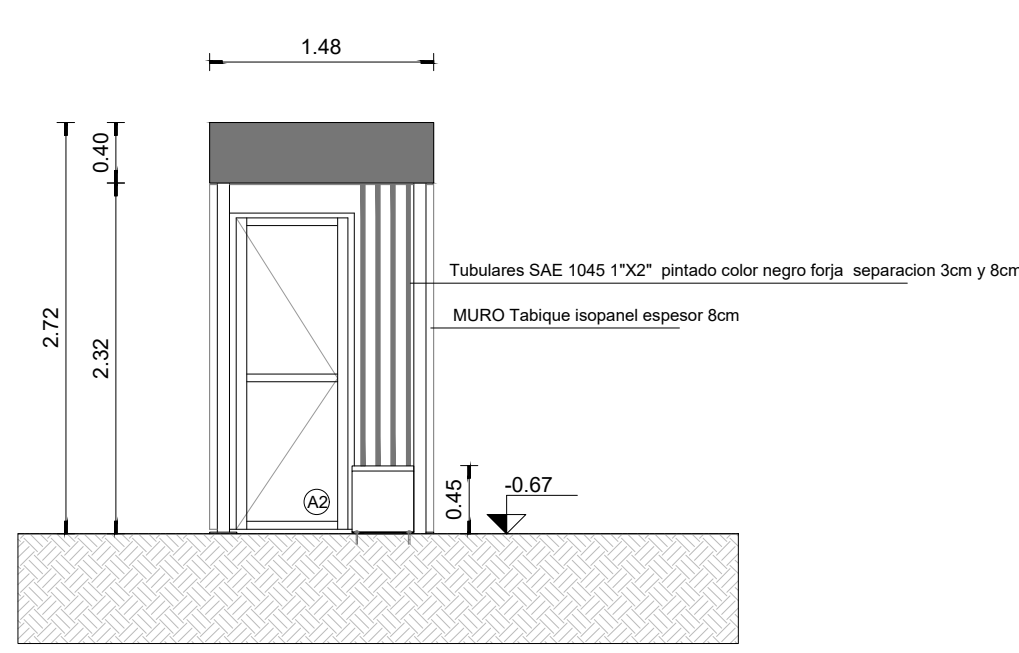 1.48
0.40
Tubulares SAE 1045 1"X2" pintado color negro forja separacion 3cm y 8cm
MURO Tabique isopanel espesor 8cm
2.72
2.32
0.45
-0.67
A2